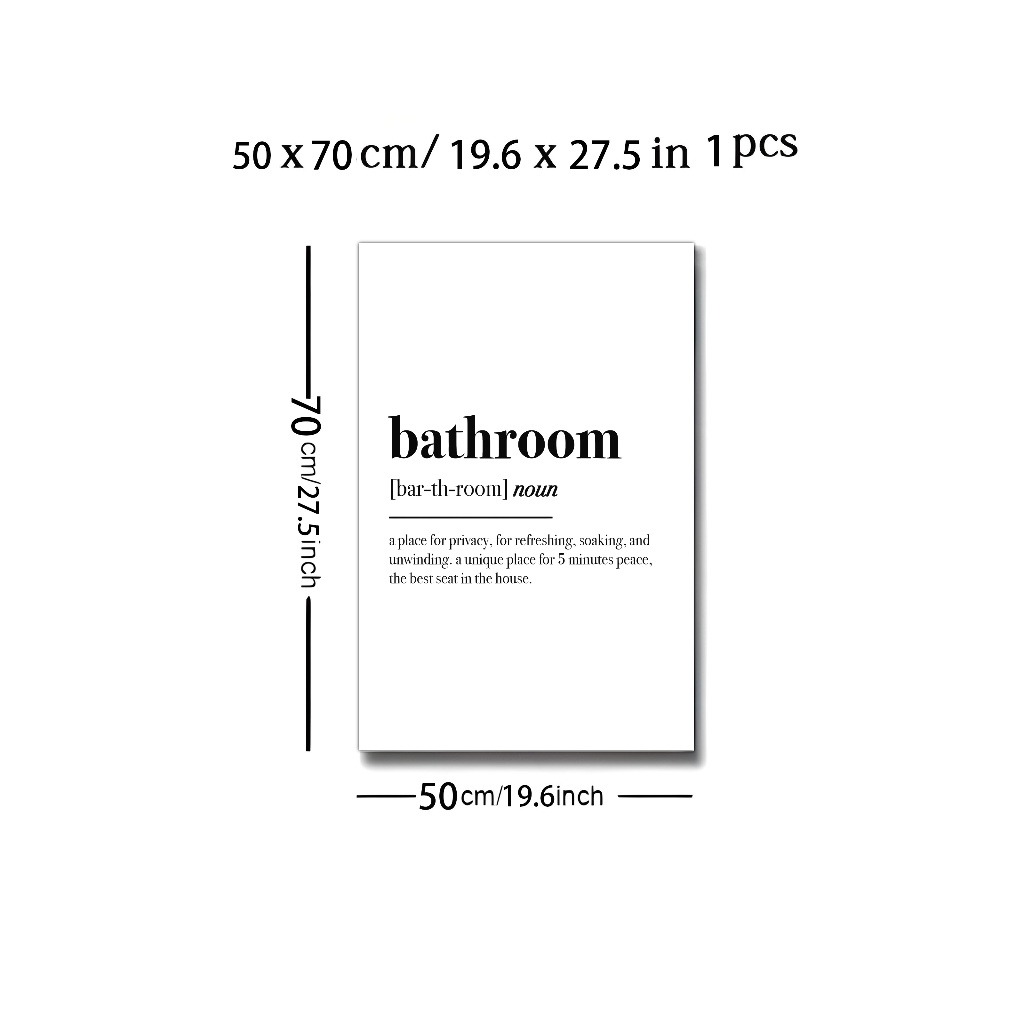 50 x 70 cm/ 19.6 x 27.5 in 1 pcs
70 cm/27.5inch
bathroom
[bar-th-room] noun
a place for privacy, for refreshing, soaking, and
unwinding. a unique place for 5 minutes peace,
the best seat in the house.
50cm/19.6inch